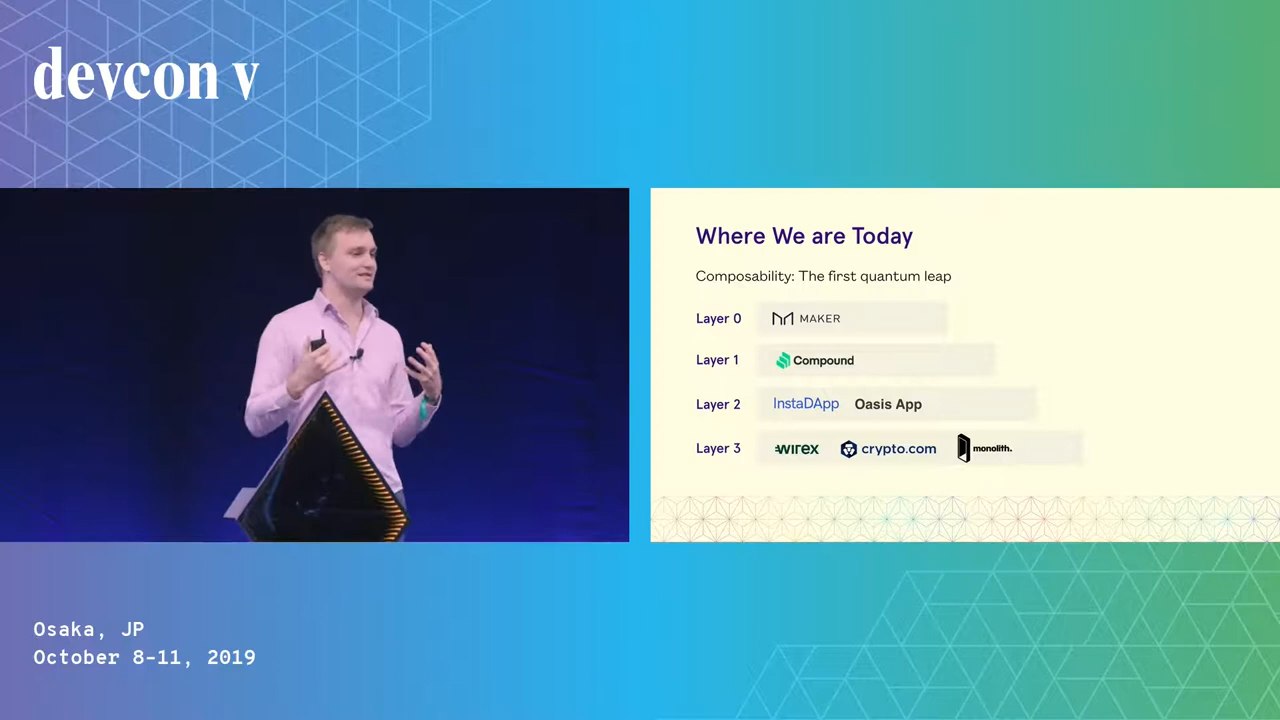 devcon v
Where We are Today
Composability: The first quantum leap
Layer 0 MAKER
Layer 1 Compound
Layer 2 InstaDApp Oasis App
Layer 3 wirex crypto.com monolith.
Osaka, JP
October 8-11, 2019